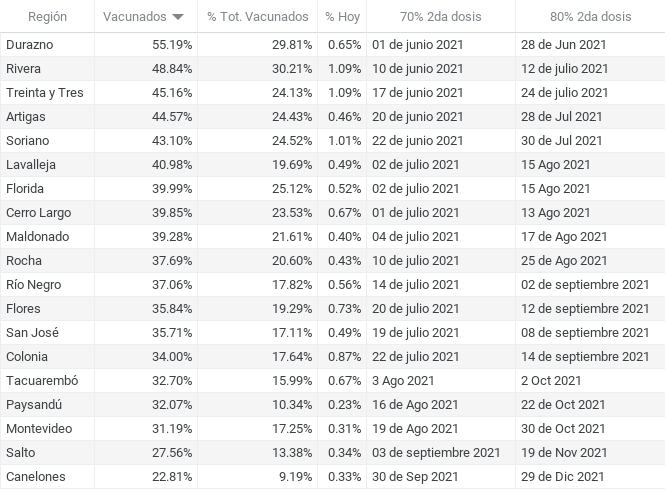 Región Vacunados % Tot. Vacunados % Hoy 70% 2da dosis 80% 2da dosis
Durazno 55.19% 29.81% 0.65% 01 de junio 2021 28 de Jun 2021
Rivera 48.84% 30.21% 1.09% 10 de junio 2021 12 de julio 2021
Treinta y Tres 45.16% 24.13% 1.09% 17 de junio 2021 24 de julio 2021
Artigas 44.57% 24.43% 0.46% 20 de junio 2021 28 de Jul 2021
Soriano 43.10% 24.52% 1.01% 22 de junio 2021 30 de Jul 2021
Lavalleja 40.98% 19.69% 0.49% 02 de julio 2021 15 Ago 2021
Florida 39.99% 25.12% 0.52% 02 de julio 2021 15 Ago 2021
Cerro Largo 39.85% 23.53% 0.67% 01 de julio 2021 13 Ago 2021
Maldonado 39.28% 21.61% 0.40% 04 de julio 2021 17 de Ago 2021
Rocha 37.69% 20.60% 0.43% 10 de julio 2021 25 de Ago 2021
Río Negro 37.06% 17.82% 0.56% 14 de julio 2021 02 de septiembre 2021
Flores 35.84% 19.29% 0.73% 20 de julio 2021 12 de septiembre 2021
San José 35.71% 17.11% 0.49% 19 de julio 2021 08 de septiembre 2021
Colonia 34.00% 17.64% 0.87% 22 de julio 2021 14 de septiembre 2021
Tacuarembó 32.70% 15.99% 0.67% 3 Ago 2021 2 Oct 2021
Paysandú 32.07% 10.34% 0.23% 16 de Ago 2021 22 de Oct 2021
Montevideo 31.19% 17.25% 0.31% 19 de Ago 2021 30 de Oct 2021
Salto 27.56% 13.38% 0.34% 03 de septiembre 2021 19 de Nov 2021
Canelones 22.81% 9.19% 0.33% 30 de Sep 2021 29 de Dic 2021